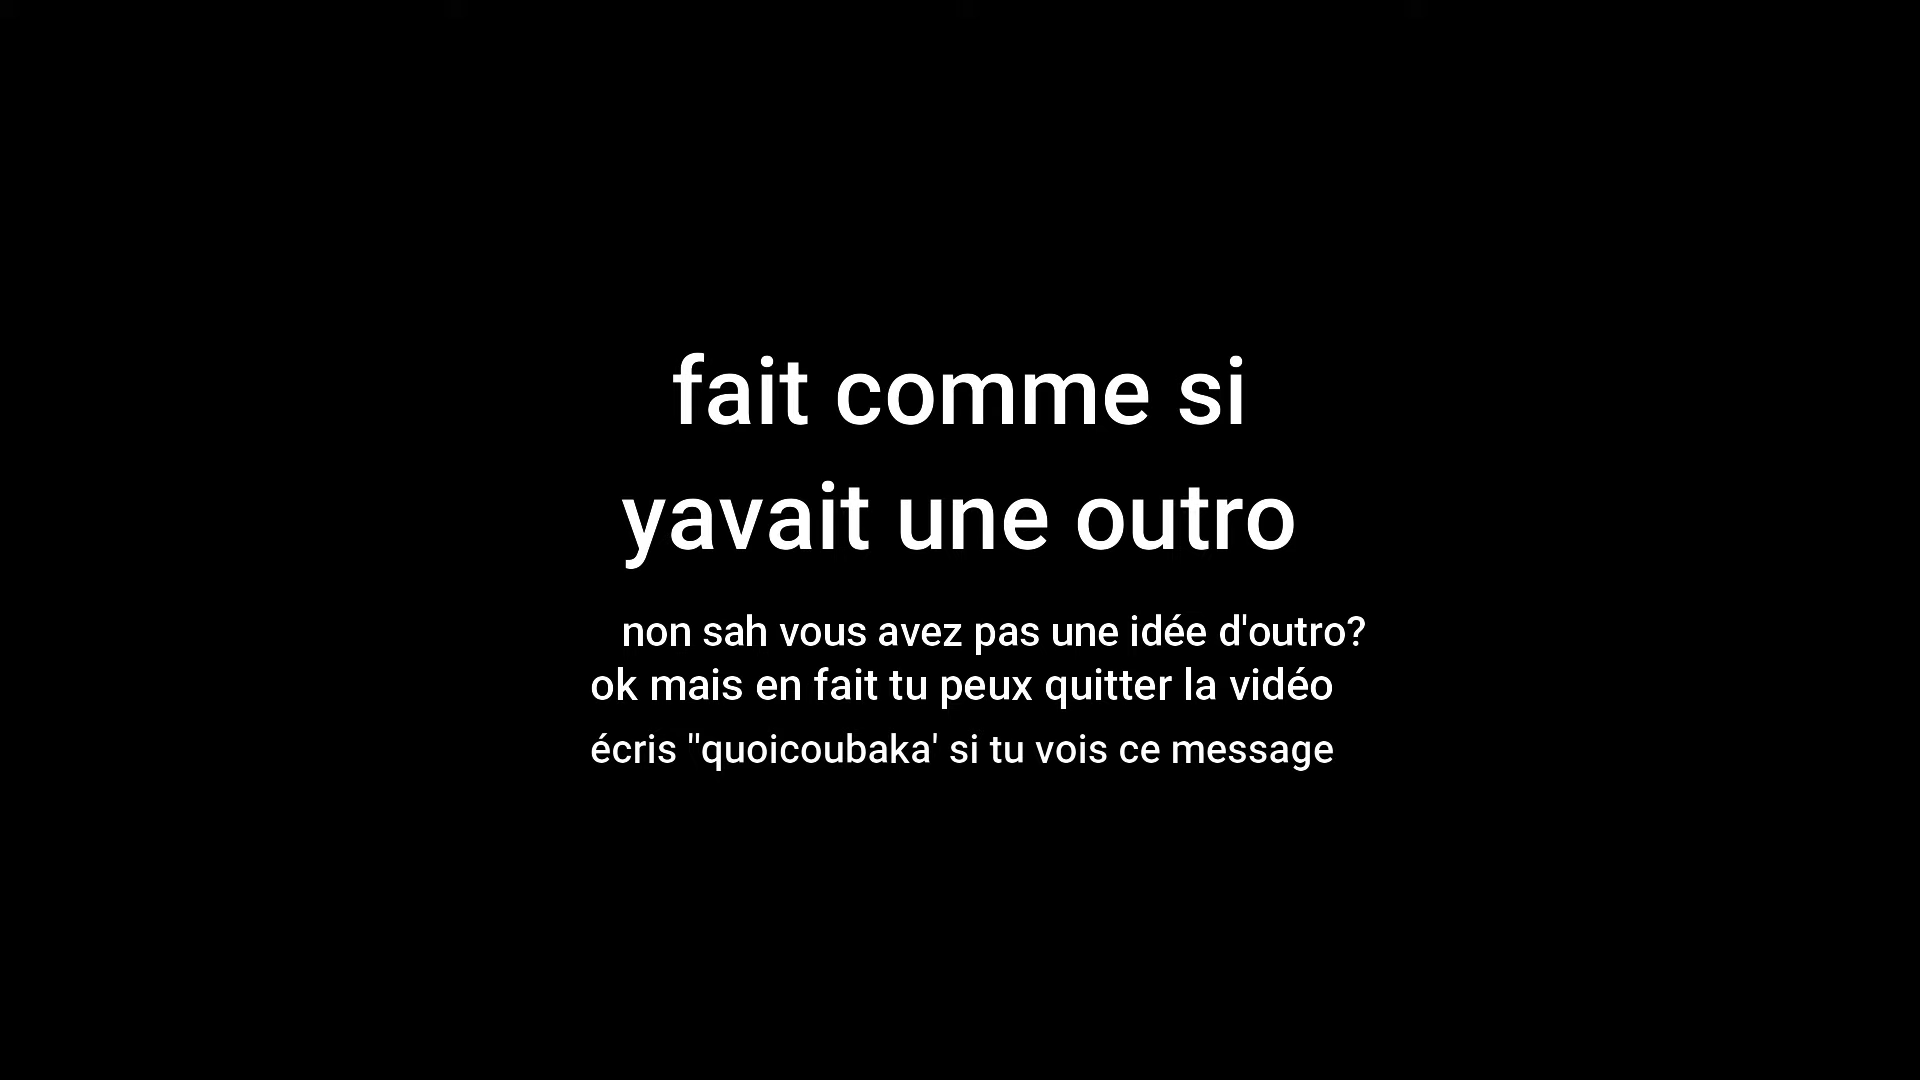 fait comme si
yavait une outro
non sah vous avez pas une idée d'outro?
ok mais en fait tu peux quitter la vidéo
écris "quoicoubaka' si tu vois ce message